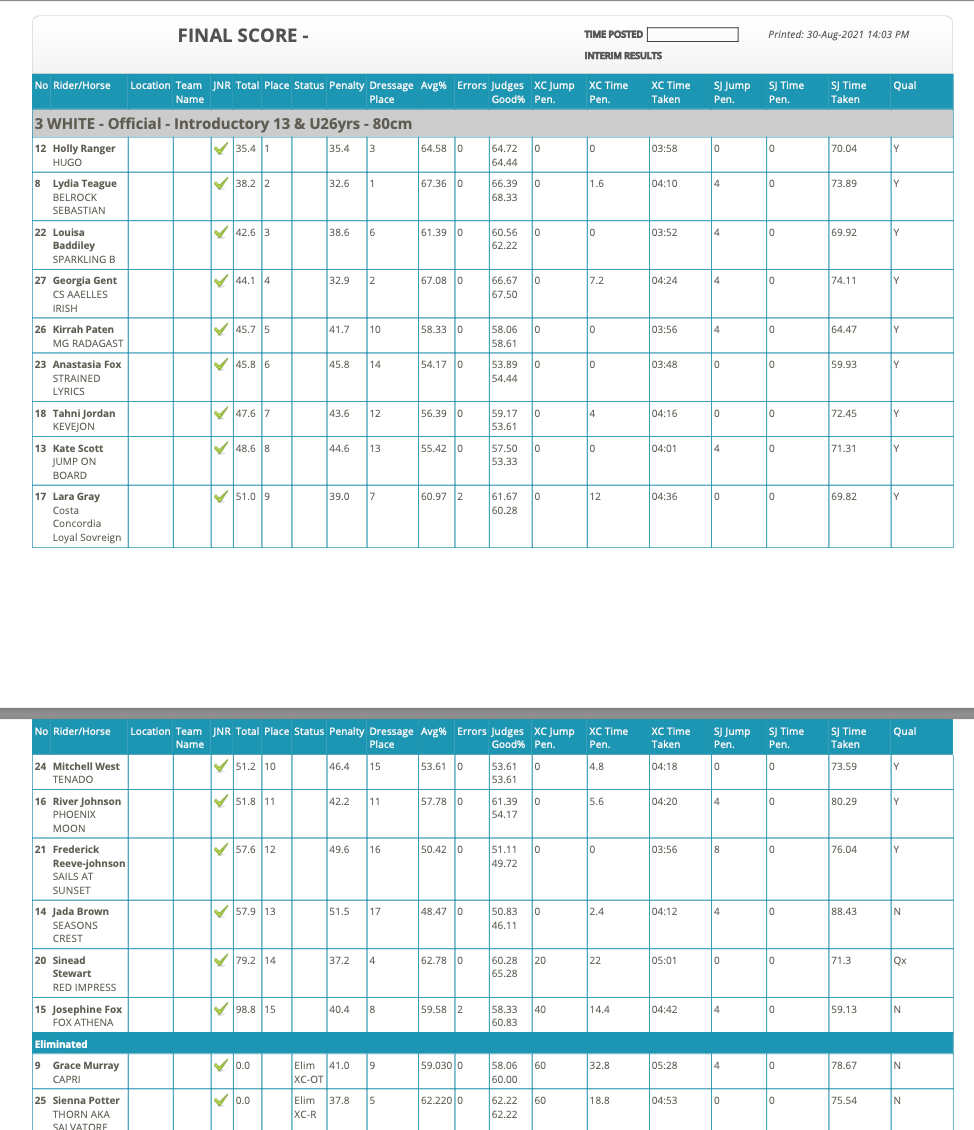 FINAL SCORE -
TIME POSTED
Printed: 30-Aug-2021 14:03 PM
INTERIM RESULTS
No Rider/Horse Location Team Name JNR Total Place Status Penalty Dressage Place Avg% Errors Judges Good% XC Jump Pen. XC Time Pen. XC Time Taken SJ Jump Pen. SJ Time Pen. SJ Time Taken Qual
3 WHITE - Official - Introductory 13 & U26yrs - 80cm
12 Holly Ranger 35.4 1 35.4 3 64.58 0 64.72 0 0 03:58 0 0 70.04 Y
HUGO 64.44
8 Lydia Teague 38.2 2 32.6 1 67.36 0 66.39 0 1.6 04:10 4 0 73.89 Y
BELROCK 68.33
SEBASTIAN
22 Louisa 42.6 3 38.6 6 61.39 0 60.56 0 0 03:52 4 0 69.92 Y
Baddiley 62.22
SPARKLING B
27 Georgia Gent 44.1 4 32.9 2 67.08 0 66.67 0 7.2 04:24 4 0 74.11 Y
CS AAELLES 67.50
IRISH
26 Kirrah Paten 45.7 5 41.7 10 58.33 0 58.06 0 0 03:56 4 0 64.47 Y
MG RADAGAST 58.61
23 Anastasia Fox 45.8 6 45.8 14 54.17 0 53.89 0 0 03:48 0 0 59.93 Y
STRAINED 54.44
LYRICS
18 Tahni Jordan 47.6 7 43.6 12 56.39 0 59.17 0 4 04:16 0 0 72.45 Y
KEVEJON 53.61
13 Kate Scott 48.6 8 44.6 13 55.42 0 57.50 0 0 04:01 4 0 71.31 Y
JUMP ON 53.33
BOARD
17 Lara Gray 51.0 9 39.0 7 60.97 2 61.67 0 12 04:36 0 0 69.82 Y
Costa 60.28
Concordia
Loyal Sovreign
No Rider/Horse Location Team Name JNR Total Place Status Penalty Dressage Place Avg% Errors Judges Good% XC Jump Pen. XC Time Pen. XC Time Taken SJ Jump Pen. SJ Time Pen. SJ Time Taken Qual
24 Mitchell West 51.2 10 46.4 15 53.61 0 53.61 0 4.8 04:18 0 0 73.59 Y
TENADO 53.61
16 River Johnson 51.8 11 42.2 11 57.78 0 61.39 0 5.6 04:20 4 0 80.29 Y
PHOENIX 54.17
MOON
21 Frederick 57.6 12 49.6 16 50.42 0 51.11 0 0 03:56 8 0 76.04 Y
Reeve-johnson 49.72
SAILS AT
SUNSET
14 Jada Brown 57.9 13 51.5 17 48.47 0 50.83 0 2.4 04:12 4 0 88.43 N
SEASONS 46.11
CREST
20 Sinead 79.2 14 37.2 4 62.78 0 60.28 20 22 05:01 0 0 71.3 Qx
Stewart 65.28
RED IMPRESS
15 Josephine Fox 98.8 15 40.4 8 59.58 2 58.33 40 14.4 04:42 4 0 59.13 N
FOX ATHENA 60.83
Eliminated
9 Grace Murray 0.0 Elim 41.0 9 59.030 0 58.06 60 32.8 05:28 4 0 78.67 N
CAPRI XC-OT 60.00
25 Sienna Potter 0.0 Elim 37.8 5 62.220 0 62.22 60 18.8 04:53 0 0 75.54 N
THORN AKA XC-R 62.22
SALVATORE